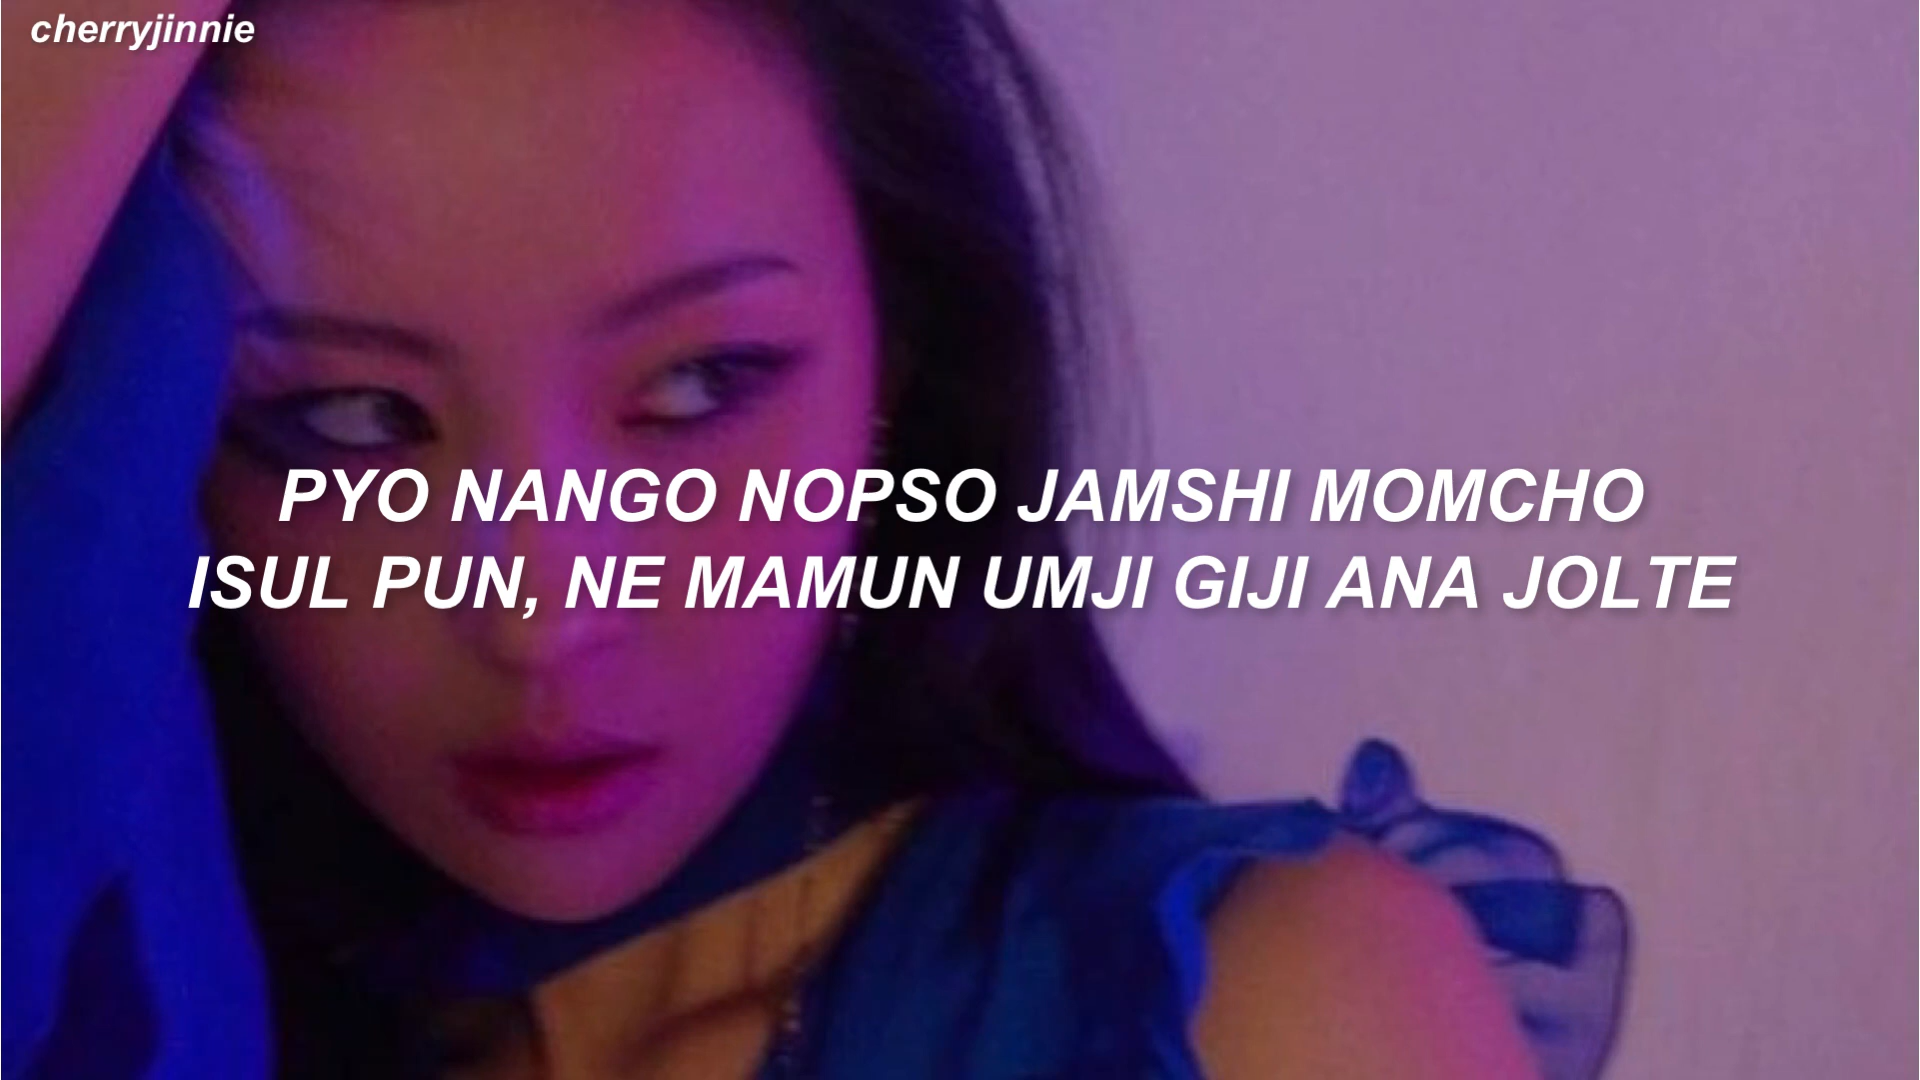 cherryjinnie
PYO NANGO NOPSO JAMSHI MOMCHO
ISUL PUN, NE MAMUN UMJI GIJI ANA JOLTE